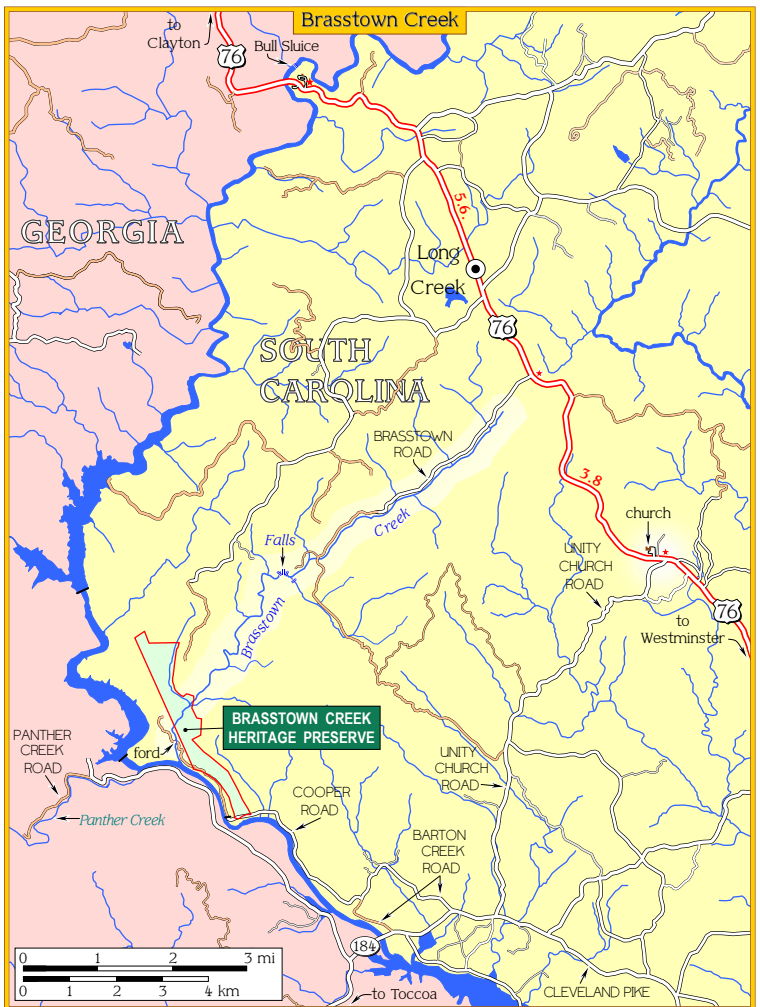 Brasstown Creek
to
Clayton
76
Bull Sluice
GEORGIA
5.6
Long
Creek
76
SOUTH
CAROLINA
BRASSTOWN
ROAD
3.8
Creek
church
Falls
UNITY
CHURCH
ROAD
Brasstown
76
to
Westminster
BRASSTOWN CREEK
HERITAGE PRESERVE
PANTHER
CREEK
ROAD
ford
UNITY
CHURCH
ROAD
COOPER
ROAD
Panther Creek
BARTON
CREEK
ROAD
184
0 1 2 3 mi
0 1 2 3 4 km
to Toccoa
CLEVELAND PIKE